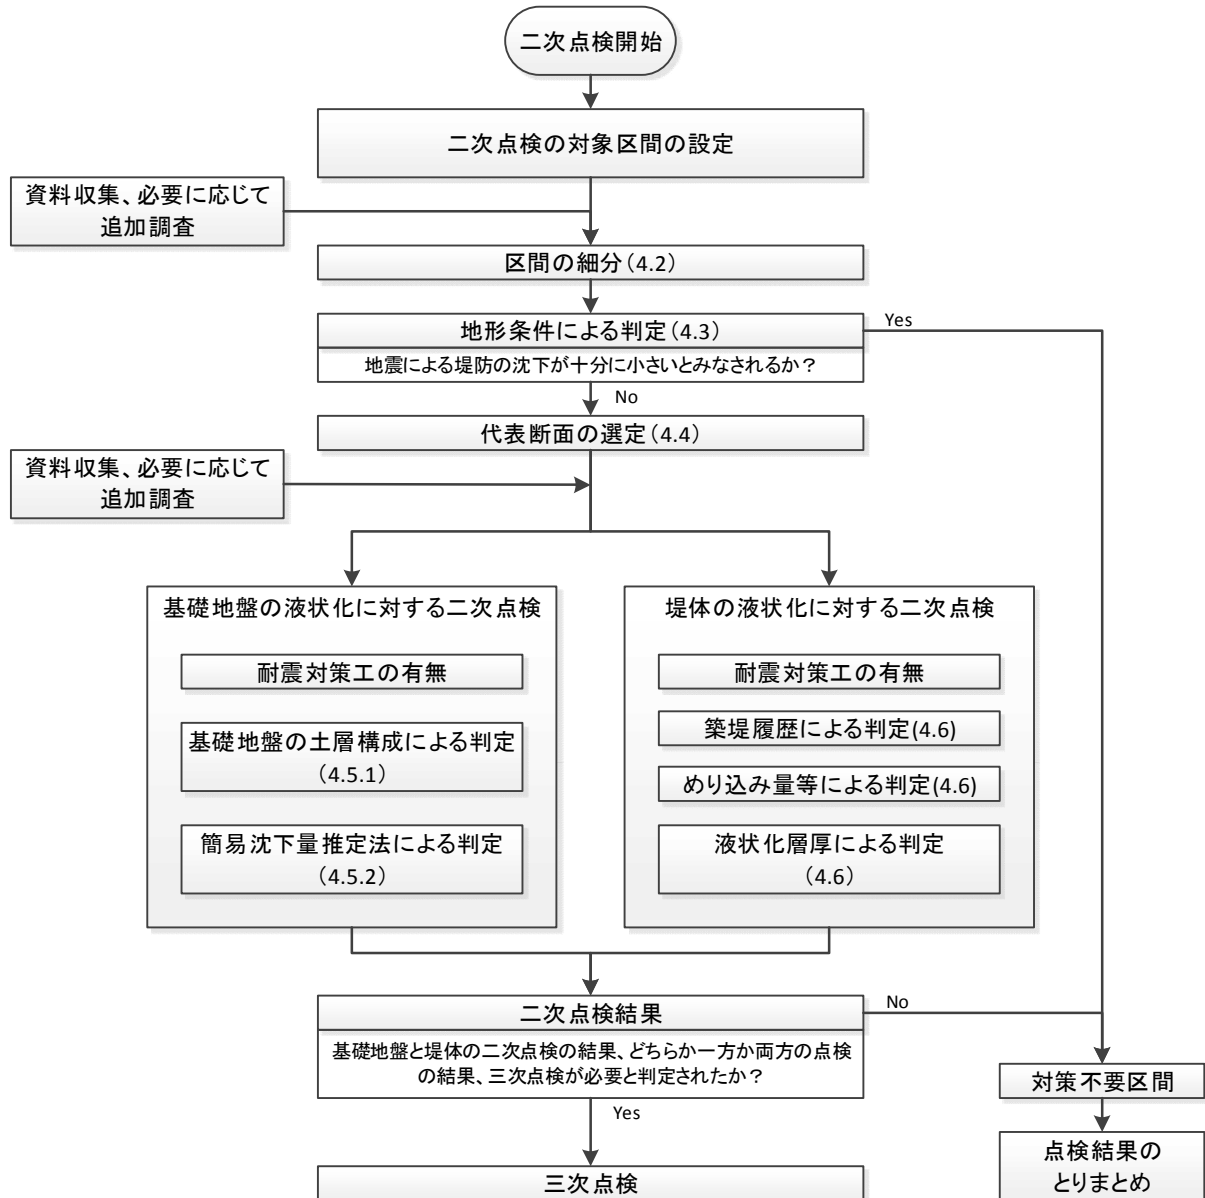 二次点検開始
二次点検の対象区間の設定
資料収集、必要に応じて
追加調査
区間の細分(4.2)
地形条件による判定(4.3)
Yes
地震による堤防の沈下が十分に小さいとみなされるか？
No
代表断面の選定(4.4)
資料収集、必要に応じて
追加調査
基礎地盤の液状化に対する二次点検
耐震対策工の有無
基礎地盤の土層構成による判定
(4.5.1)
簡易沈下量推定法による判定
(4.5.2)
堤体の液状化に対する二次点検
耐震対策工の有無
築堤履歴による判定(4.6)
めり込み量等による判定(4.6)
液状化層厚による判定
(4.6)
二次点検結果
No
基礎地盤と堤体の二次点検の結果、どちらか一方か両方の点検
の結果、三次点検が必要と判定されたか？
Yes
三次点検
対策不要区間
点検結果の
とりまとめ